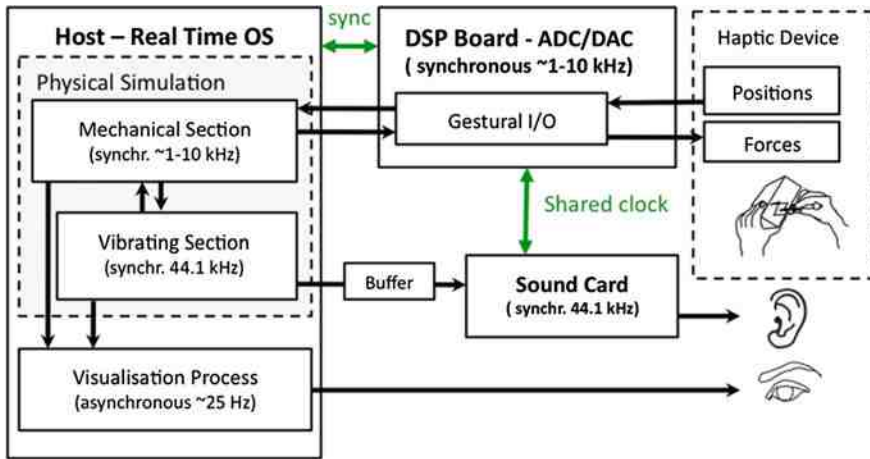 Host – Real Time OS
Physical Simulation
Mechanical Section
(synchr. ~1-10 kHz)
Vibrating Section
(synchr. 44.1 kHz)
Visualisation Process
(asynchronous ~25 Hz)
sync
DSP Board - ADC/DAC
( synchronous ~1-10 kHz)
Gestural I/O
Shared clock
Buffer
Sound Card
( synchr. 44.1 kHz)
Haptic Device
Positions
Forces